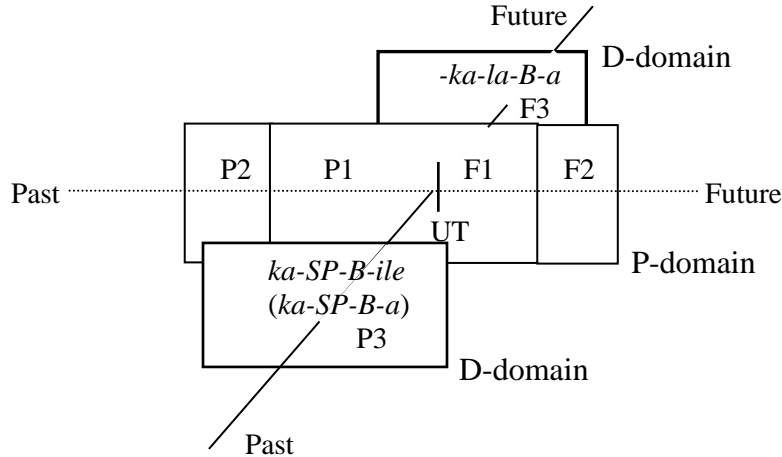 Future
D-domain
-ka-la-B-a
F3
P2 P1 F1 F2
Past Future
UT
P-domain
ka-SP-B-ile
(ka-SP-B-a)
P3
D-domain
Past